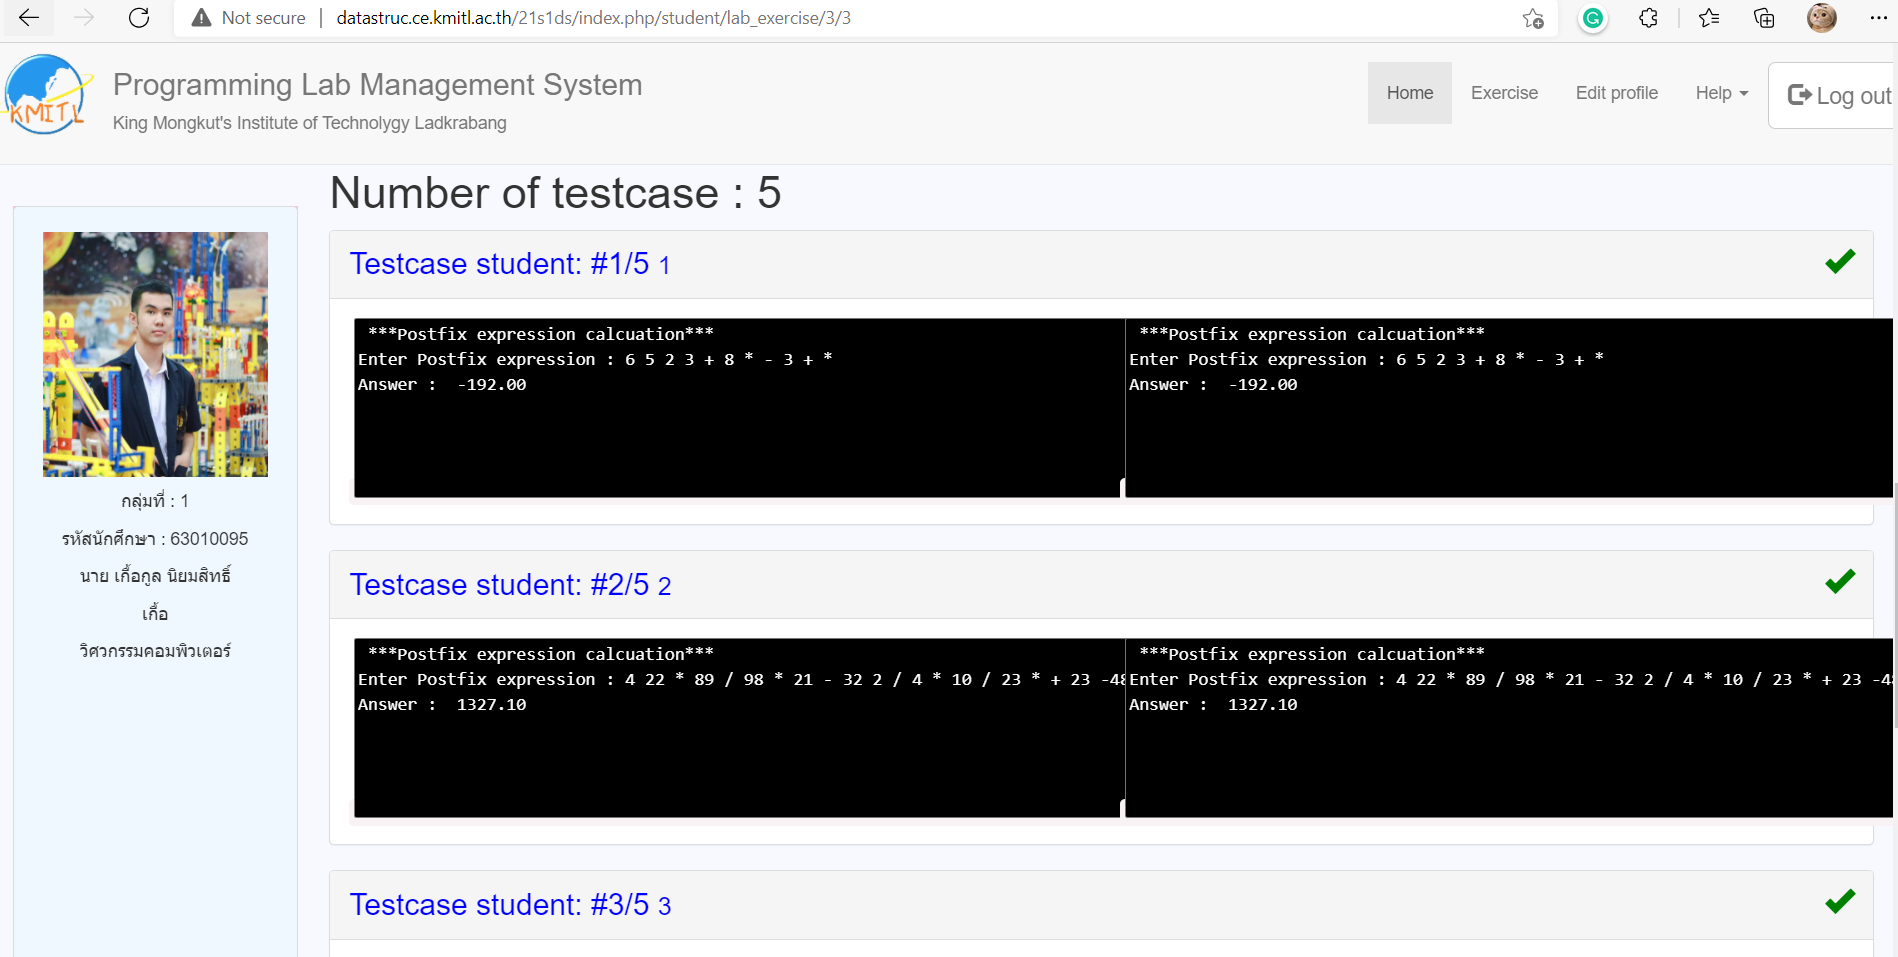 Not secure | datastruc.ce.kmitl.ac.th/21s1ds/index.php/student/lab_exercise/3/3
KMITL
Programming Lab Management System
King Mongkut's Institute of Technolygy Ladkrabang
Home
Exercise
Edit profile
Help
Log out
กลุ่มที่ : 1
รหัสนักศึกษา : 63010095
นาย เกื้อกูล นิยมสิทธิ์
เกื้อ
วิศวกรรมคอมพิวเตอร์
Number of testcase : 5
Testcase student: #1/5 1
***Postfix expression calcuation***
Enter Postfix expression : 6 5 2 3 + 8 * - 3 + *
Answer :  -192.00
***Postfix expression calcuation***
Enter Postfix expression : 6 5 2 3 + 8 * - 3 + *
Answer :  -192.00
Testcase student: #2/5 2
***Postfix expression calcuation***
Enter Postfix expression : 4 22 * 89 / 98 * 21 - 32 2 / 4 * 10 / 23 * + 23 -48
Answer :  1327.10
***Postfix expression calcuation***
Enter Postfix expression : 4 22 * 89 / 98 * 21 - 32 2 / 4 * 10 / 23 * + 23 -48
Answer :  1327.10
Testcase student: #3/5 3